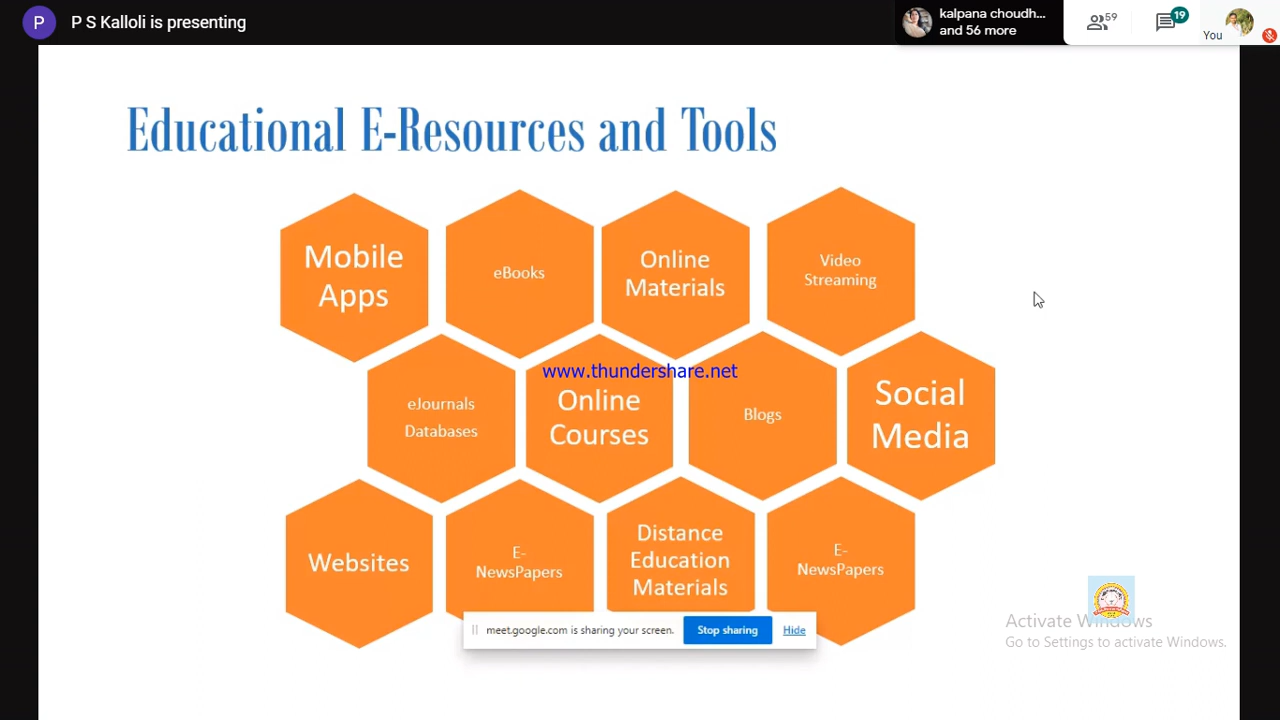 P
P S Kalloli is presenting
kalpana choudh...
and 56 more
59
19
You
Educational E-Resources and Tools
Mobile
Apps
eBooks
Online
Materials
Video
Streaming
www.thundershare.net
eJournals
Databases
Online
Courses
Blogs
Social
Media
Websites
E-
NewsPapers
Distance
Education
Materials
E-
NewsPapers
meet.google.com is sharing your screen.
Stop sharing
Hide
Activate Windows
Go to Settings to activate Windows.